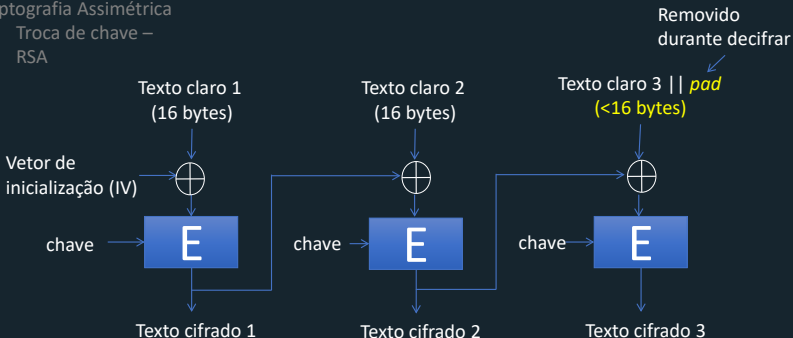 ptografia Assimétrica
Troca de chave –
RSA
Removido
durante decifrar
Texto claro 1
(16 bytes)
Texto claro 2
(16 bytes)
Texto claro 3 || pad
(<16 bytes)
Vetor de
inicialização (IV)
chave
E
chave
E
chave
E
Texto cifrado 1
Texto cifrado 2
Texto cifrado 3